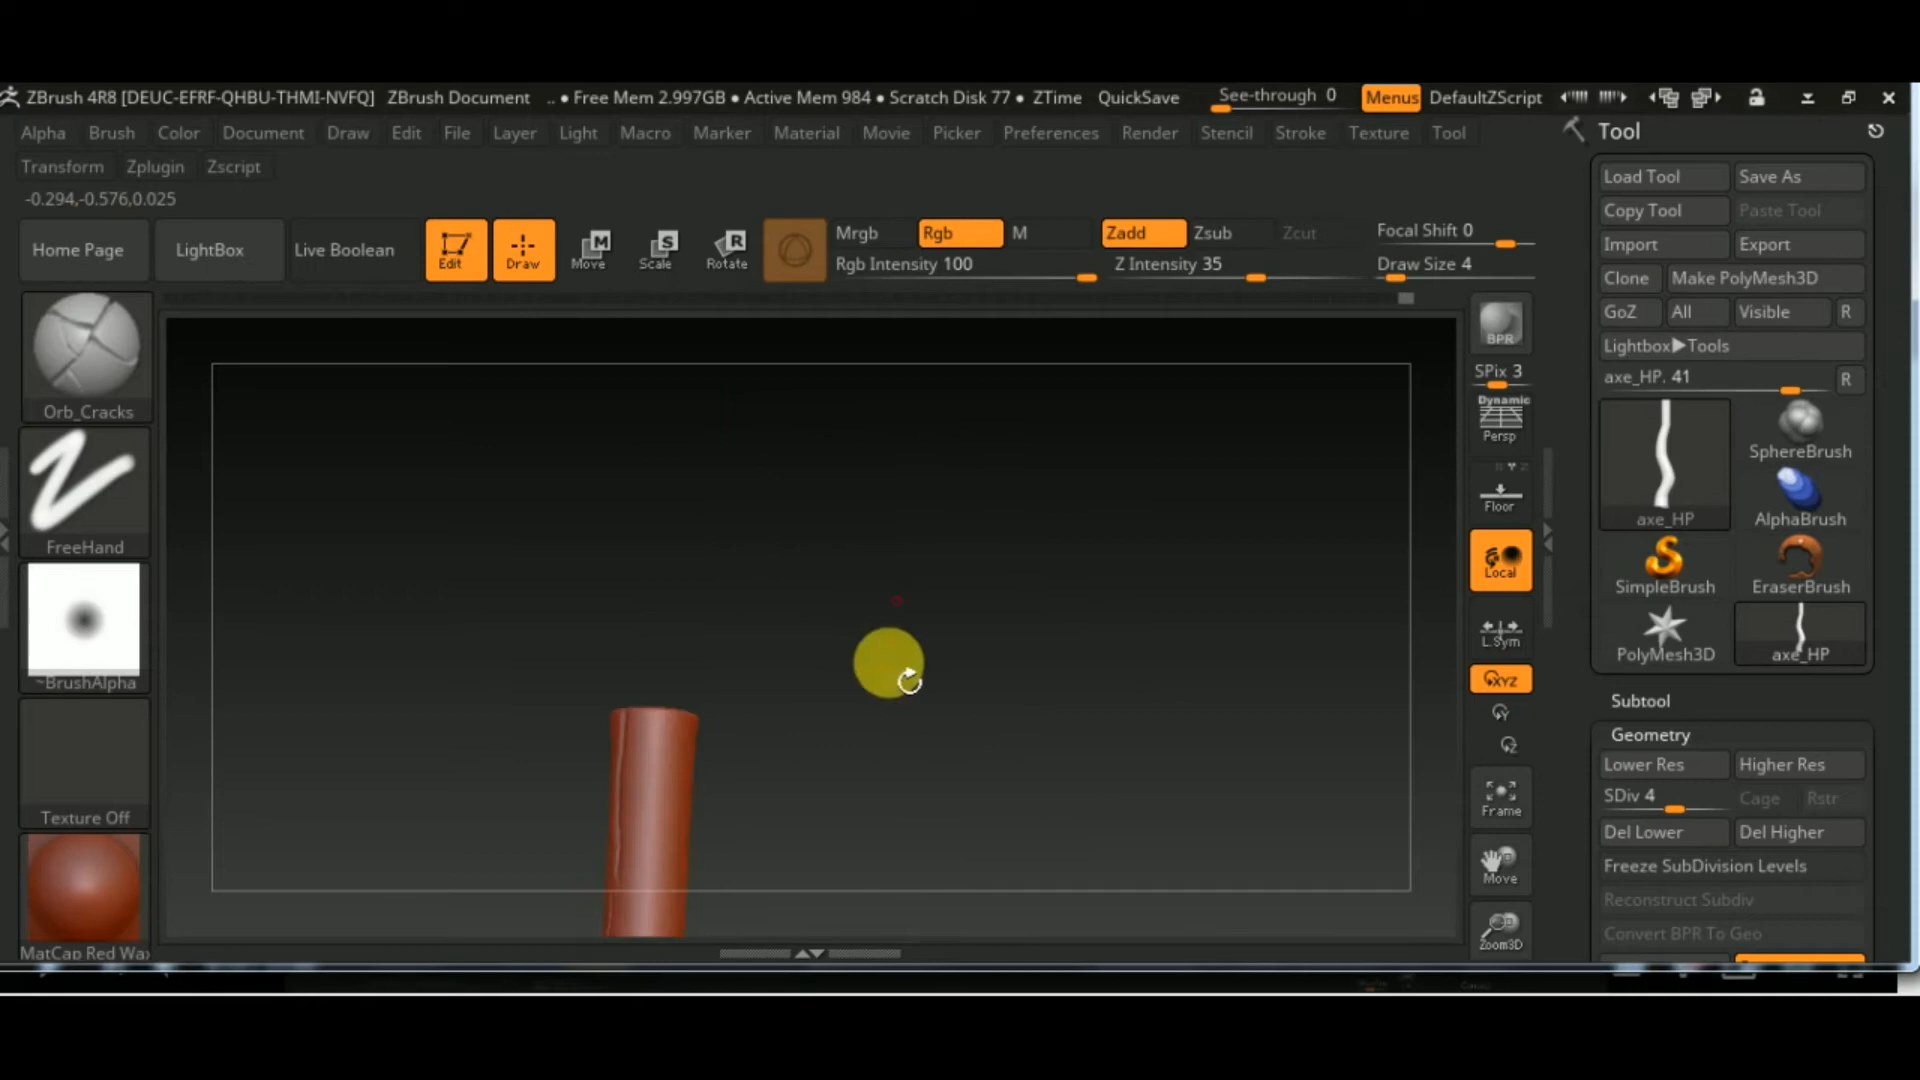 ZBrush 4R8 [DEUC-EFRF-QHBU-THMI-NVFQ] ZBrush Document .. • Free Mem 2.997GB • Active Mem 984 • Scratch Disk 77 • ZTime QuickSave See-through 0 Menus DefaultZScript
Alpha Brush Color Document Draw Edit File Layer Light Macro Marker Material Movie Picker Preferences Render Stencil Stroke Texture Tool
Transform Zplugin Zscript
-0.294,-0.576,0.025
Home Page LightBox Live Boolean Edit Draw Move Scale Rotate
M S R
Mrgb Rgb M Zadd Zsub Zcut Focal Shift 0
Rgb Intensity 100 Z Intensity 35 Draw Size 4
Orb_Cracks
FreeHand
~BrushAlpha
Texture Off
MatCap Red Wax
BPR
SPix 3
Dynamic
Persp
Floor
Local
L.Sym
XYZ
Y
Z
Frame
Move
Zoom3D
Tool
Load Tool Save As
Copy Tool Paste Tool
Import Export
Clone Make PolyMesh3D
GoZ All Visible R
Lightbox▶Tools
axe_HP. 41 R
axe_HP SphereBrush
AlphaBrush
SimpleBrush EraserBrush
PolyMesh3D axe_HP
Subtool
Geometry
Lower Res Higher Res
SDiv 4 Cage Rstr
Del Lower Del Higher
Freeze SubDivision Levels
Reconstruct Subdiv
Convert BPR To Geo